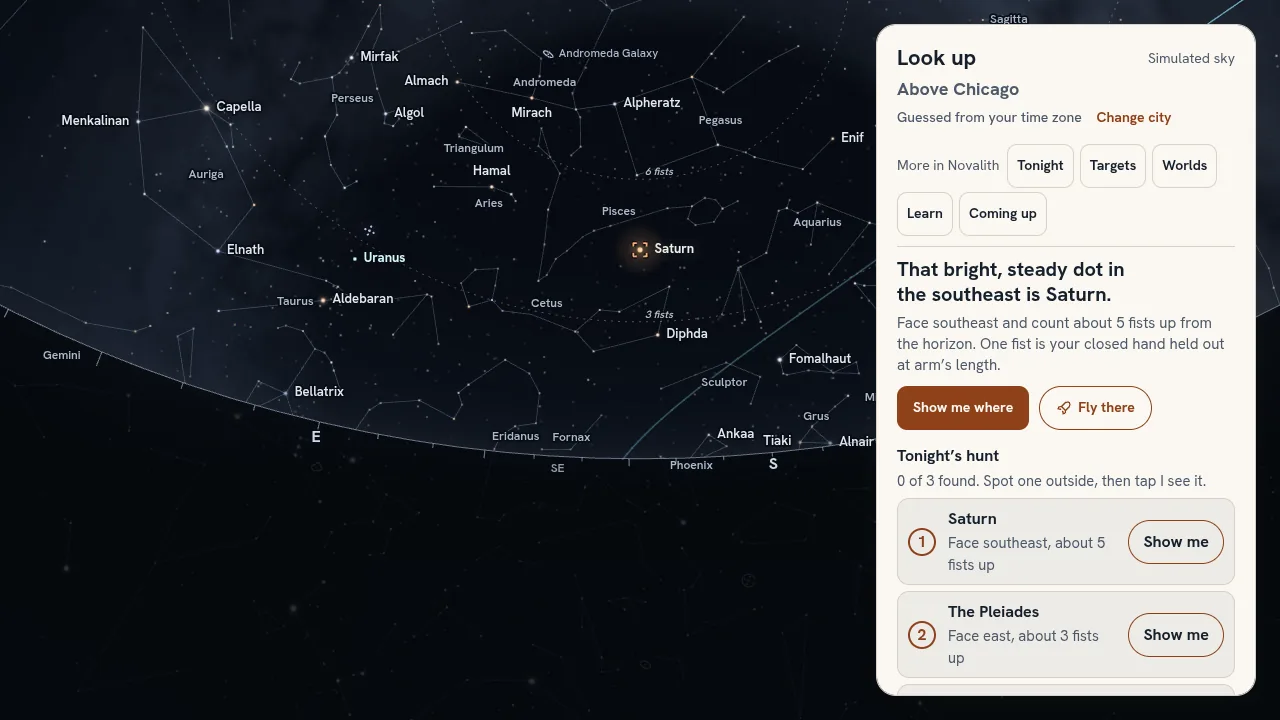 Sagitta
Mirfak
Andromeda Galaxy
Almach
Andromeda
Capella
Perseus
Alpheratz
Menkalinan
Algol
Mirach
Pegasus
Enif
Triangulum
Hamal
6 fists
Auriga
Aries
Pisces
Aquarius
Elnath
Uranus
Saturn
Taurus
Aldebaran
Cetus
3 fists
Diphda
Gemini
Fomalhaut
Bellatrix
Sculptor
Grus
E
Eridanus
Fornax
Ankaa
Tiaki
Alnair
SE
Phoenix
S
Look up
Simulated sky
Above Chicago
Guessed from your time zone Change city
More in Novalith Tonight Targets Worlds
Learn Coming up
That bright, steady dot in
the southeast is Saturn.
Face southeast and count about 5 fists up from
the horizon. One fist is your closed hand held out
at arm’s length.
Show me where Fly there
Tonight’s hunt
0 of 3 found. Spot one outside, then tap I see it.
1
Saturn
Face southeast, about 5
fists up
Show me
2
The Pleiades
Face east, about 3 fists
up
Show me